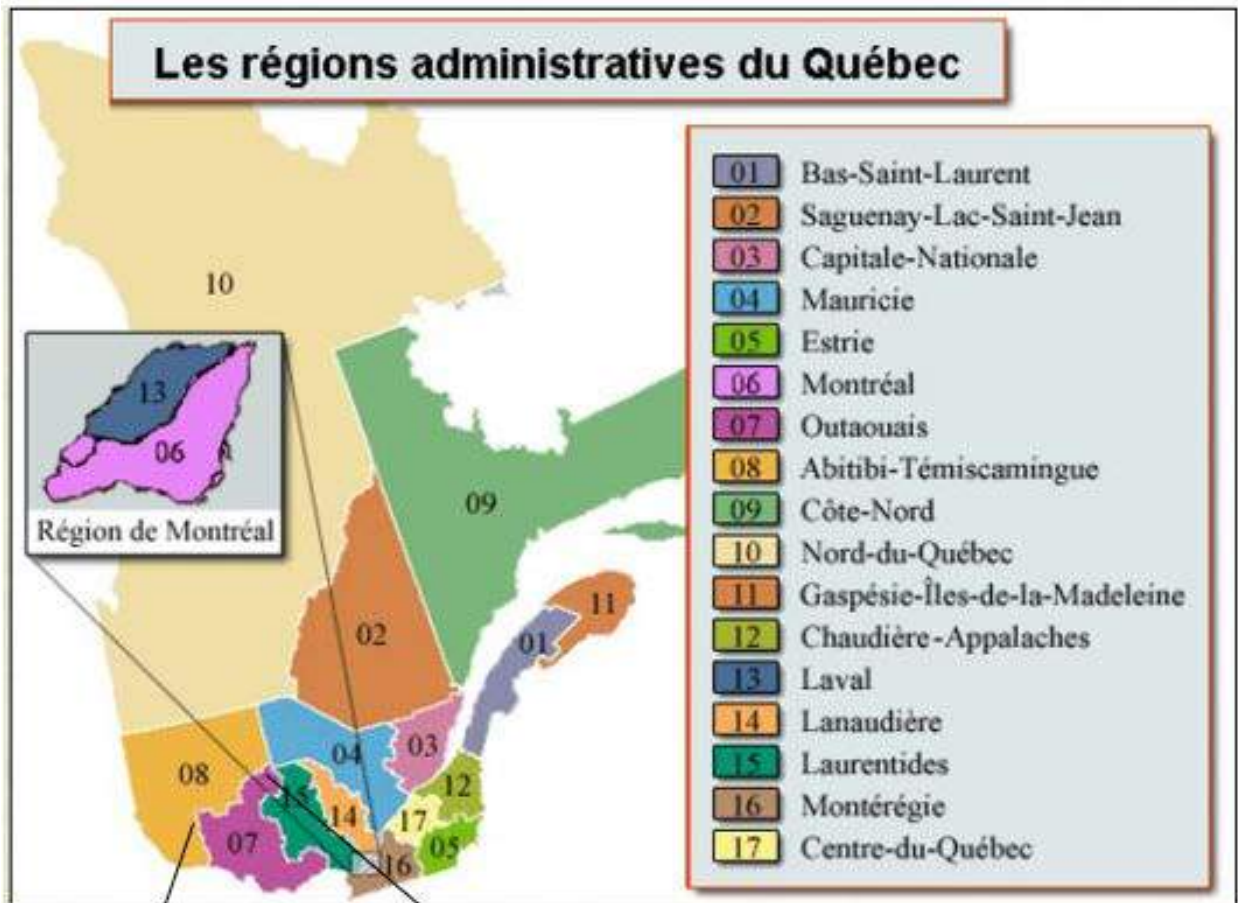 Les régions administratives du Québec
01 Bas-Saint-Laurent
02 Saguenay-Lac-Saint-Jean
03 Capitale-Nationale
04 Mauricie
05 Estrie
06 Montréal
07 Outaouais
08 Abitibi-Témiscamingue
09 Côte-Nord
10 Nord-du-Québec
11 Gaspésie-Îles-de-la-Madeleine
12 Chaudière-Appalaches
13 Laval
14 Lanaudière
15 Laurentides
16 Montérégie
17 Centre-du-Québec
10
13
06
Région de Montréal
09
11
02
01
04
03
08
12
15
14
17
07
05
16